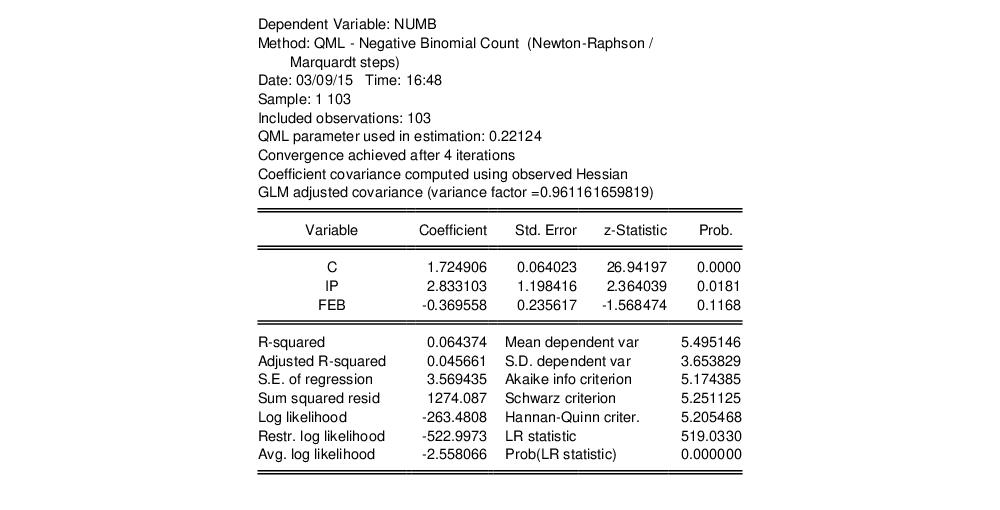 Dependent Variable: NUMB
Method: QML - Negative Binomial Count (Newton-Raphson /
Marquardt steps)
Date: 03/09/15 Time: 16:48
Sample: 1 103
Included observations: 103
QML parameter used in estimation: 0.22124
Convergence achieved after 4 iterations
Coefficient covariance computed using observed Hessian
GLM adjusted covariance (variance factor =0.961161659819)
Variable Coefficient Std. Error z-Statistic Prob.
C 1.724906 0.064023 26.94197 0.0000
IP 2.833103 1.198416 2.364039 0.0181
FEB -0.369558 0.235617 -1.568474 0.1168
R-squared 0.064374 Mean dependent var 5.495146
Adjusted R-squared 0.045661 S.D. dependent var 3.653829
S.E. of regression 3.569435 Akaike info criterion 5.174385
Sum squared resid 1274.087 Schwarz criterion 5.251125
Log likelihood -263.4808 Hannan-Quinn criter. 5.205468
Restr. log likelihood -522.9973 LR statistic 519.0330
Avg. log likelihood -2.558066 Prob(LR statistic) 0.000000